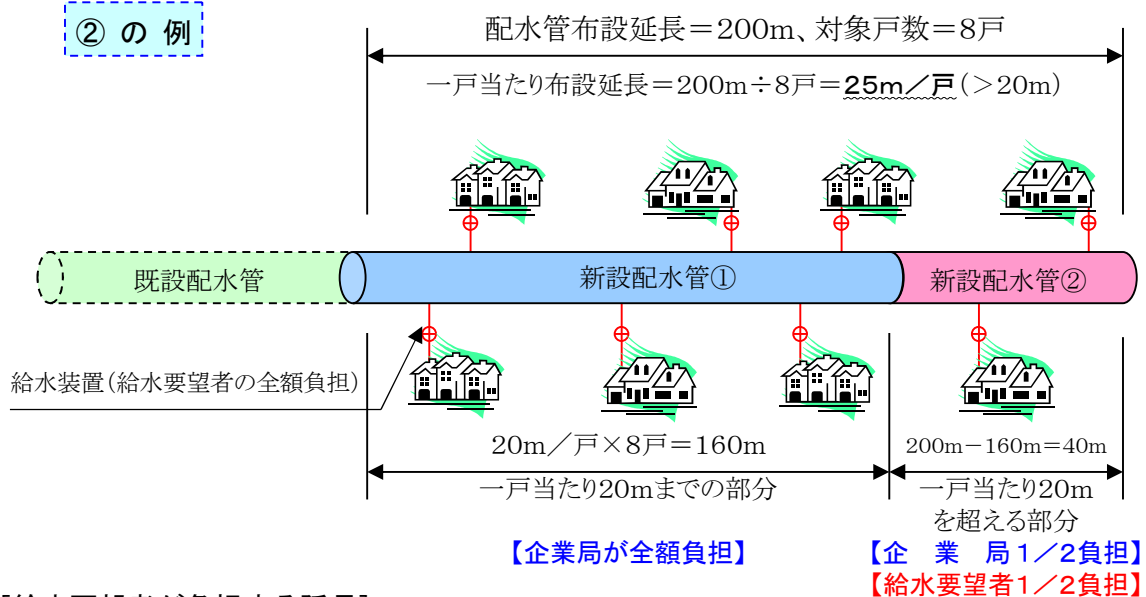 ② の 例
配水管布設延長＝200m、対象戸数＝8戸
一戸当たり布設延長＝200m÷8戸＝25m／戸(＞20m)
既設配水管
新設配水管①
新設配水管②
給水装置(給水要望者の全額負担)
20m／戸×8戸＝160m
200m－160m＝40m
一戸当たり20mまでの部分
一戸当たり20m
を超える部分
【企業局が全額負担】
【企　業　局１／２負担】
【給水要望者１／２負担】